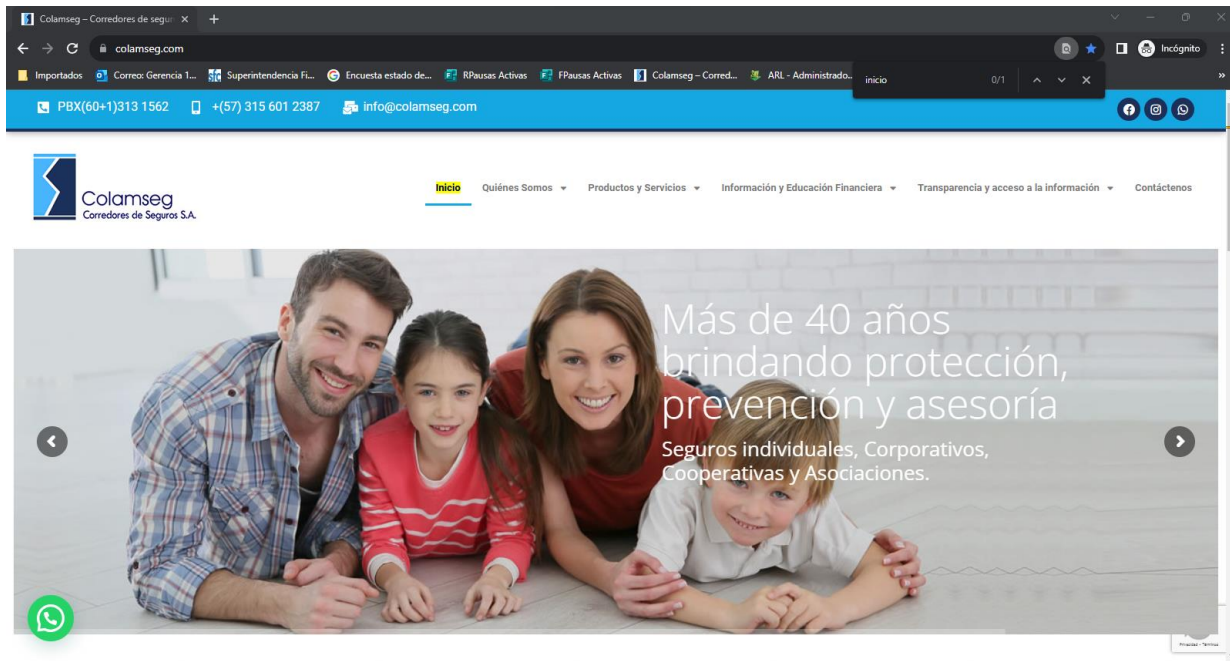 Colamseg – Corredores de segur
colamseg.com
Incógnito
Importados
Correo: Gerencia 1...
Superintendencia Fi...
Encuesta estado de...
RPausas Activas
FPausas Activas
Colamseg – Corred...
ARL - Administrado...
»
inicio
0/1
PBX(60+1)313 1562
+(57) 315 601 2387
info@colamseg.com
Colamseg
Corredores de Seguros S.A.
Inicio
Quiénes Somos
Productos y Servicios
Información y Educación Financiera
Transparencia y acceso a la información
Contáctenos
Más de 40 años
brindando protección,
prevención y asesoría
Seguros individuales, Corporativos,
Cooperativas y Asociaciones.
Privacidad - Términos